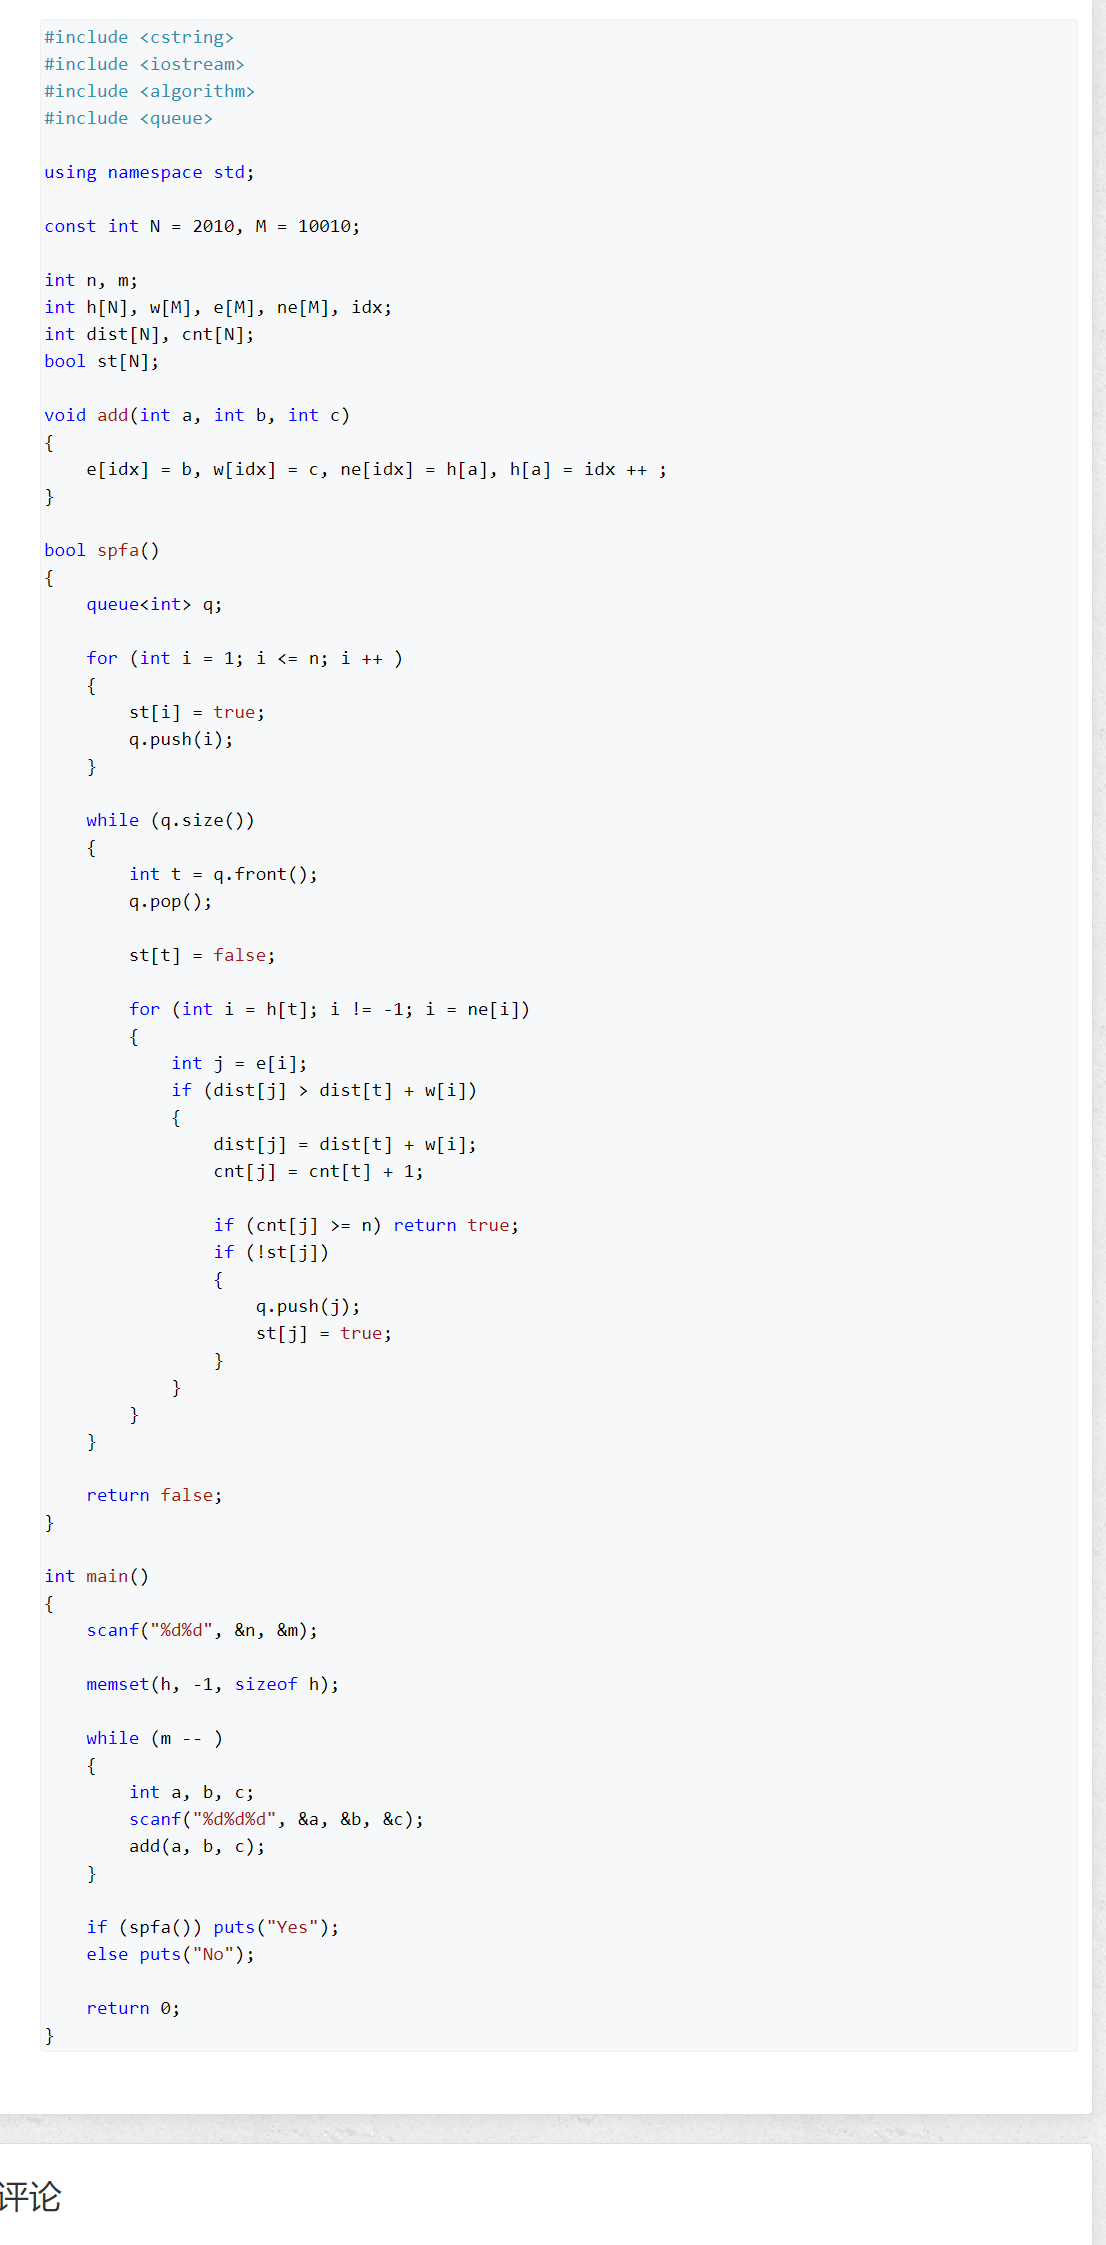 #include <cstring>
#include <iostream>
#include <algorithm>
#include <queue>
using namespace std;
const int N = 2010, M = 10010;
int n, m;
int h[N], w[M], e[M], ne[M], idx;
int dist[N], cnt[N];
bool st[N];
void add(int a, int b, int c)
{
    e[idx] = b, w[idx] = c, ne[idx] = h[a], h[a] = idx ++ ;
}
bool spfa()
{
    queue<int> q;
    for (int i = 1; i <= n; i ++ )
    {
        st[i] = true;
        q.push(i);
    }
    while (q.size())
    {
        int t = q.front();
        q.pop();
        st[t] = false;
        for (int i = h[t]; i != -1; i = ne[i])
        {
            int j = e[i];
            if (dist[j] > dist[t] + w[i])
            {
                dist[j] = dist[t] + w[i];
                cnt[j] = cnt[t] + 1;
                if (cnt[j] >= n) return true;
                if (!st[j])
                {
                    q.push(j);
                    st[j] = true;
                }
            }
        }
    }
    return false;
}
int main()
{
    scanf("%d%d", &n, &m);
    memset(h, -1, sizeof h);
    while (m -- )
    {
        int a, b, c;
        scanf("%d%d%d", &a, &b, &c);
        add(a, b, c);
    }
    if (spfa()) puts("Yes");
    else puts("No");
    return 0;
}
评论